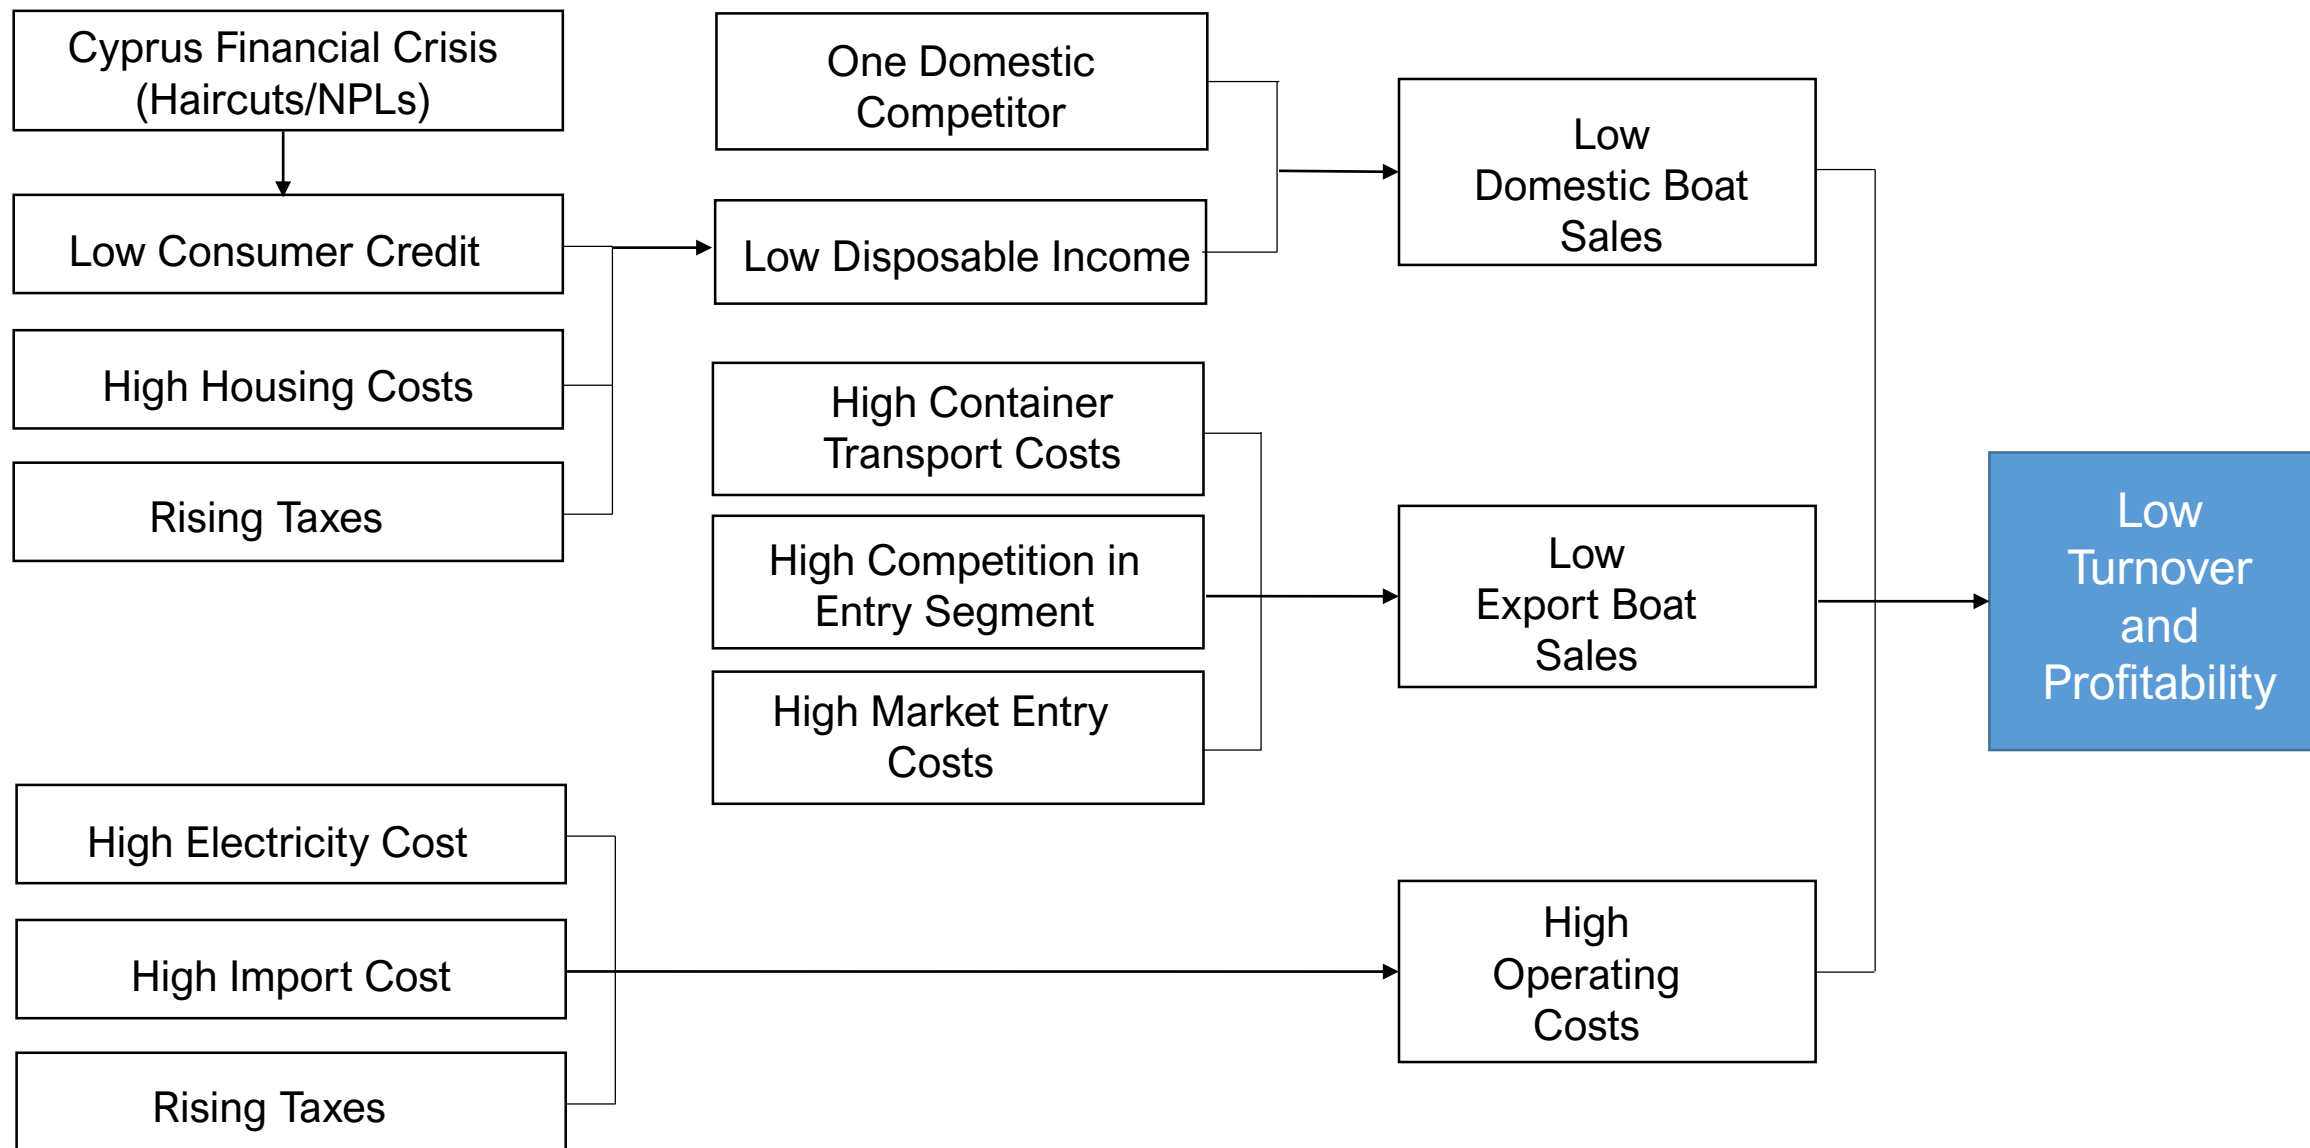 Cyprus Financial Crisis
(Haircuts/NPLs)
Low Consumer Credit
High Housing Costs
Rising Taxes
One Domestic
Competitor
Low Disposable Income
Low
Domestic Boat
Sales
High Container
Transport Costs
High Competition in
Entry Segment
High Market Entry
Costs
Low
Export Boat
Sales
High Electricity Cost
High Import Cost
Rising Taxes
High
Operating
Costs
Low
Turnover
and
Profitability